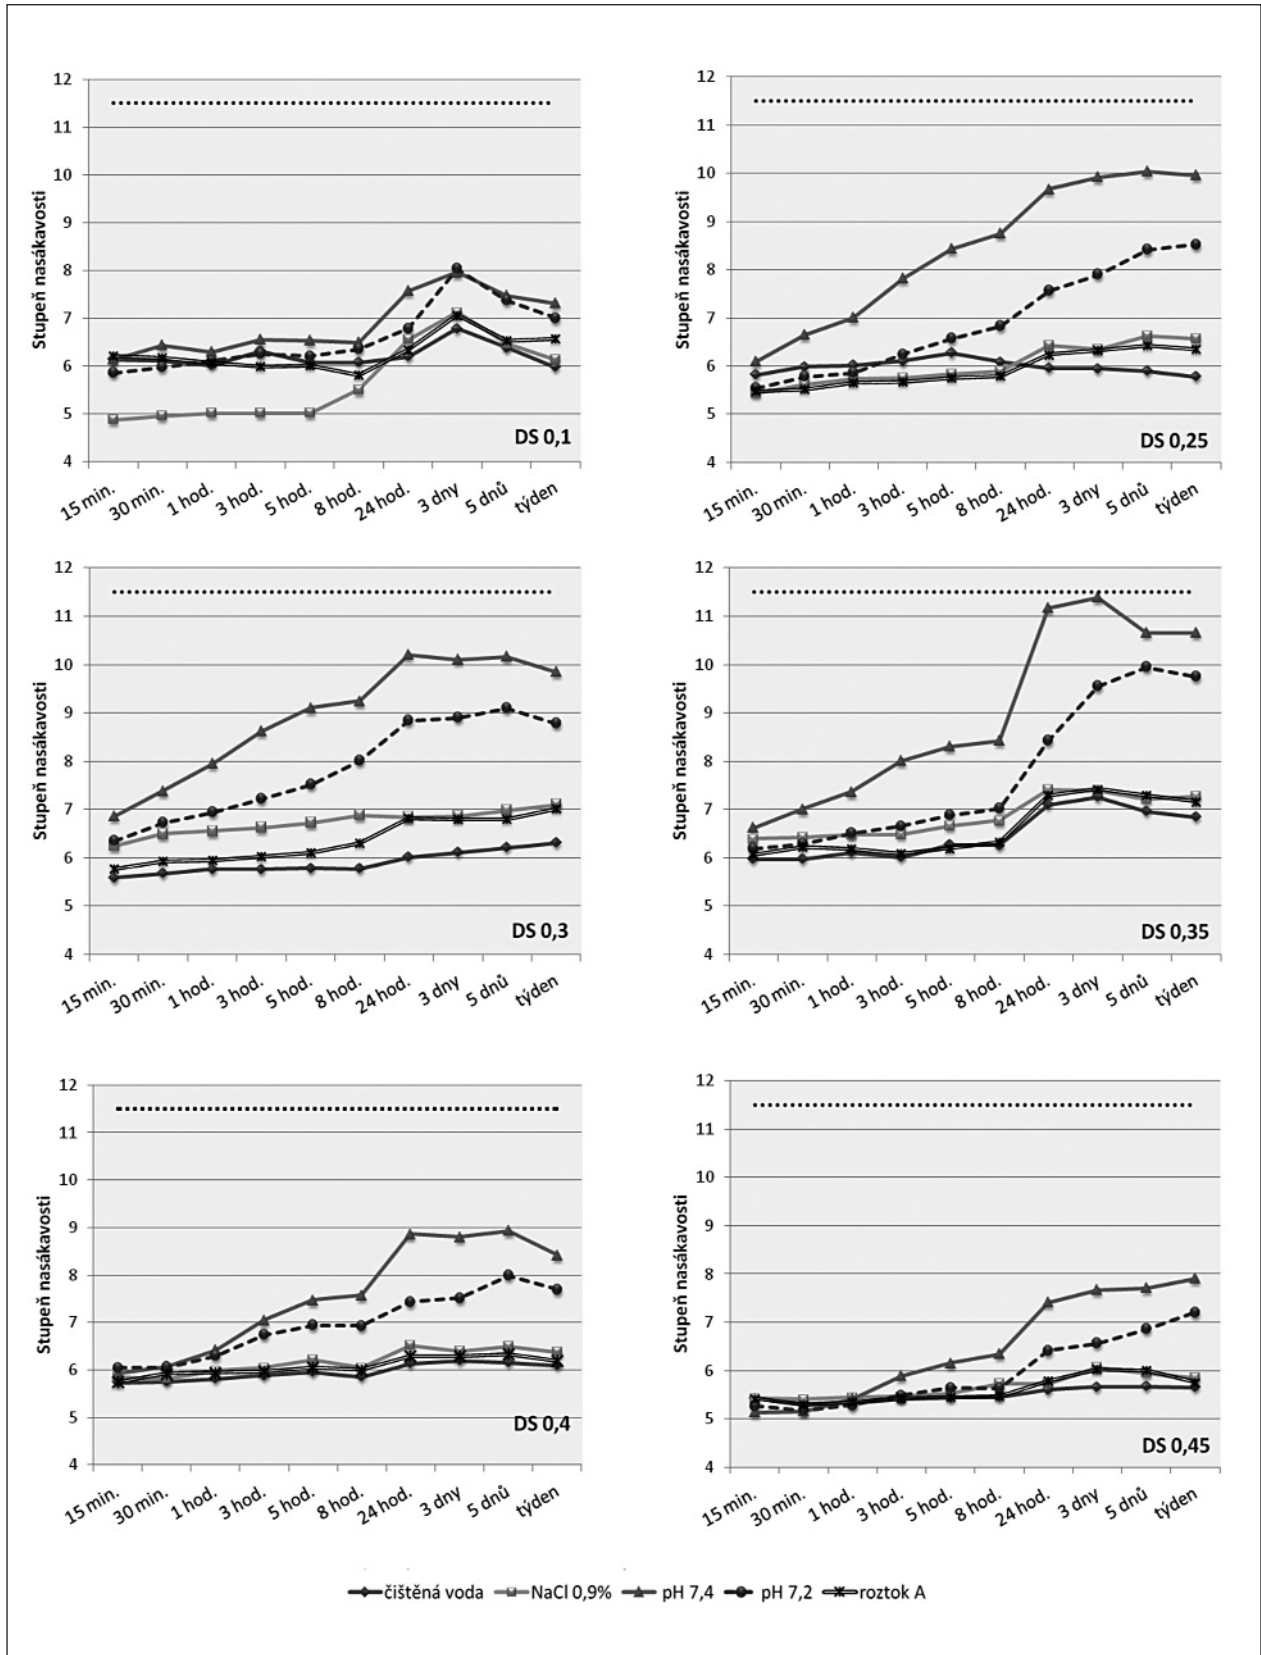 12
11
10
9
8
7
6
5
4
Stupeň nasákavosti
DS 0,1
15 min. 30 min. 1 hod. 3 hod. 5 hod. 8 hod. 24 hod. 3 dny 5 dnů týden
12
11
10
9
8
7
6
5
4
Stupeň nasákavosti
DS 0,25
15 min. 30 min. 1 hod. 3 hod. 5 hod. 8 hod. 24 hod. 3 dny 5 dnů týden
12
11
10
9
8
7
6
5
4
Stupeň nasákavosti
DS 0,3
15 min. 30 min. 1 hod. 3 hod. 5 hod. 8 hod. 24 hod. 3 dny 5 dnů týden
12
11
10
9
8
7
6
5
4
Stupeň nasákavosti
DS 0,35
15 min. 30 min. 1 hod. 3 hod. 5 hod. 8 hod. 24 hod. 3 dny 5 dnů týden
12
11
10
9
8
7
6
5
4
Stupeň nasákavosti
DS 0,4
15 min. 30 min. 1 hod. 3 hod. 5 hod. 8 hod. 24 hod. 3 dny 5 dnů týden
12
11
10
9
8
7
6
5
4
Stupeň nasákavosti
DS 0,45
15 min. 30 min. 1 hod. 3 hod. 5 hod. 8 hod. 24 hod. 3 dny 5 dnů týden
čištěná voda NaCl 0,9% pH 7,4 pH 7,2 roztok A